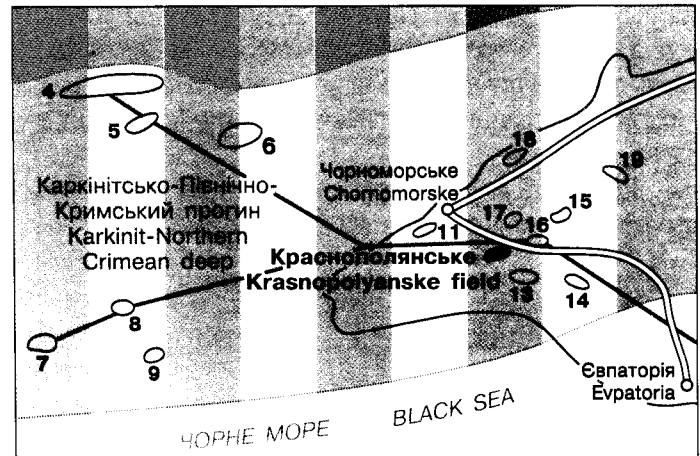 4
5
6
18
19
Чорноморське
Chornomorske
Каркінітсько-Північно-
Кримський прогин
Karkinit-Northern
Crimean deep
11
17
16
15
Краснополянське
Krasnopolyanske field
13
14
7
8
9
Євпаторія
Evpatoria
ЧОРНЕ МОРЕ
BLACK SEA